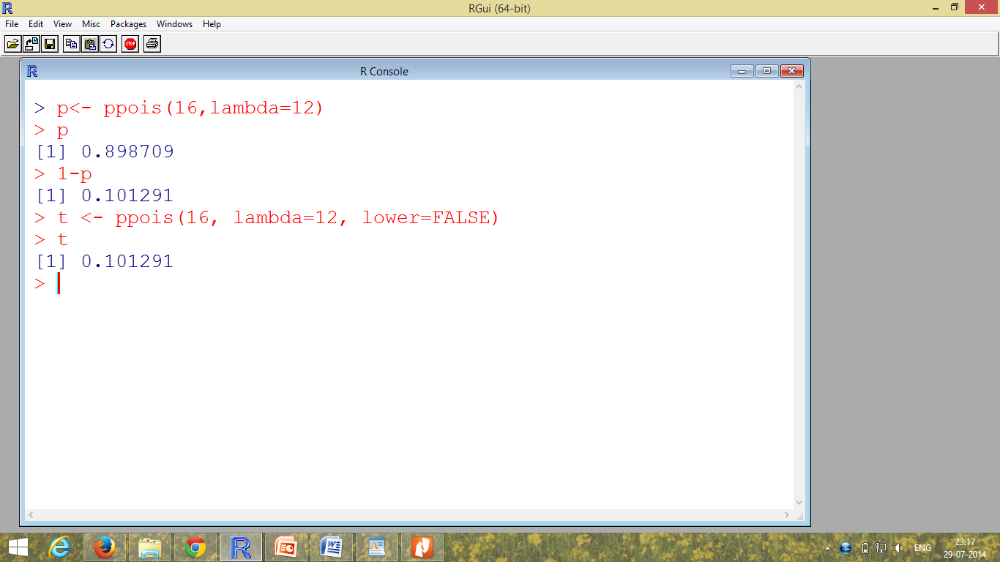 RGui (64-bit)
File Edit View Misc Packages Windows Help
STOP
R Console
> p<- ppois(16,lambda=12)
> p
[1] 0.898709
> 1-p
[1] 0.101291
> t <- ppois(16, lambda=12, lower=FALSE)
> t
[1] 0.101291
>
ENG
23:17
29-07-2014